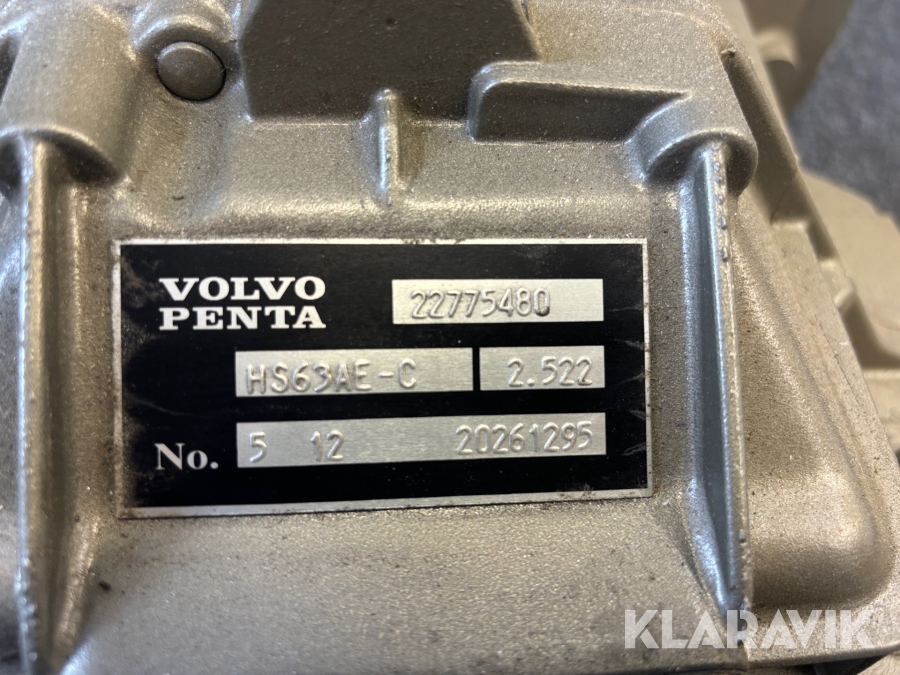 VOLVO
PENTA
22775480
HS63AE-C 2.522
No. 5 12 20261295
KLARAVIK